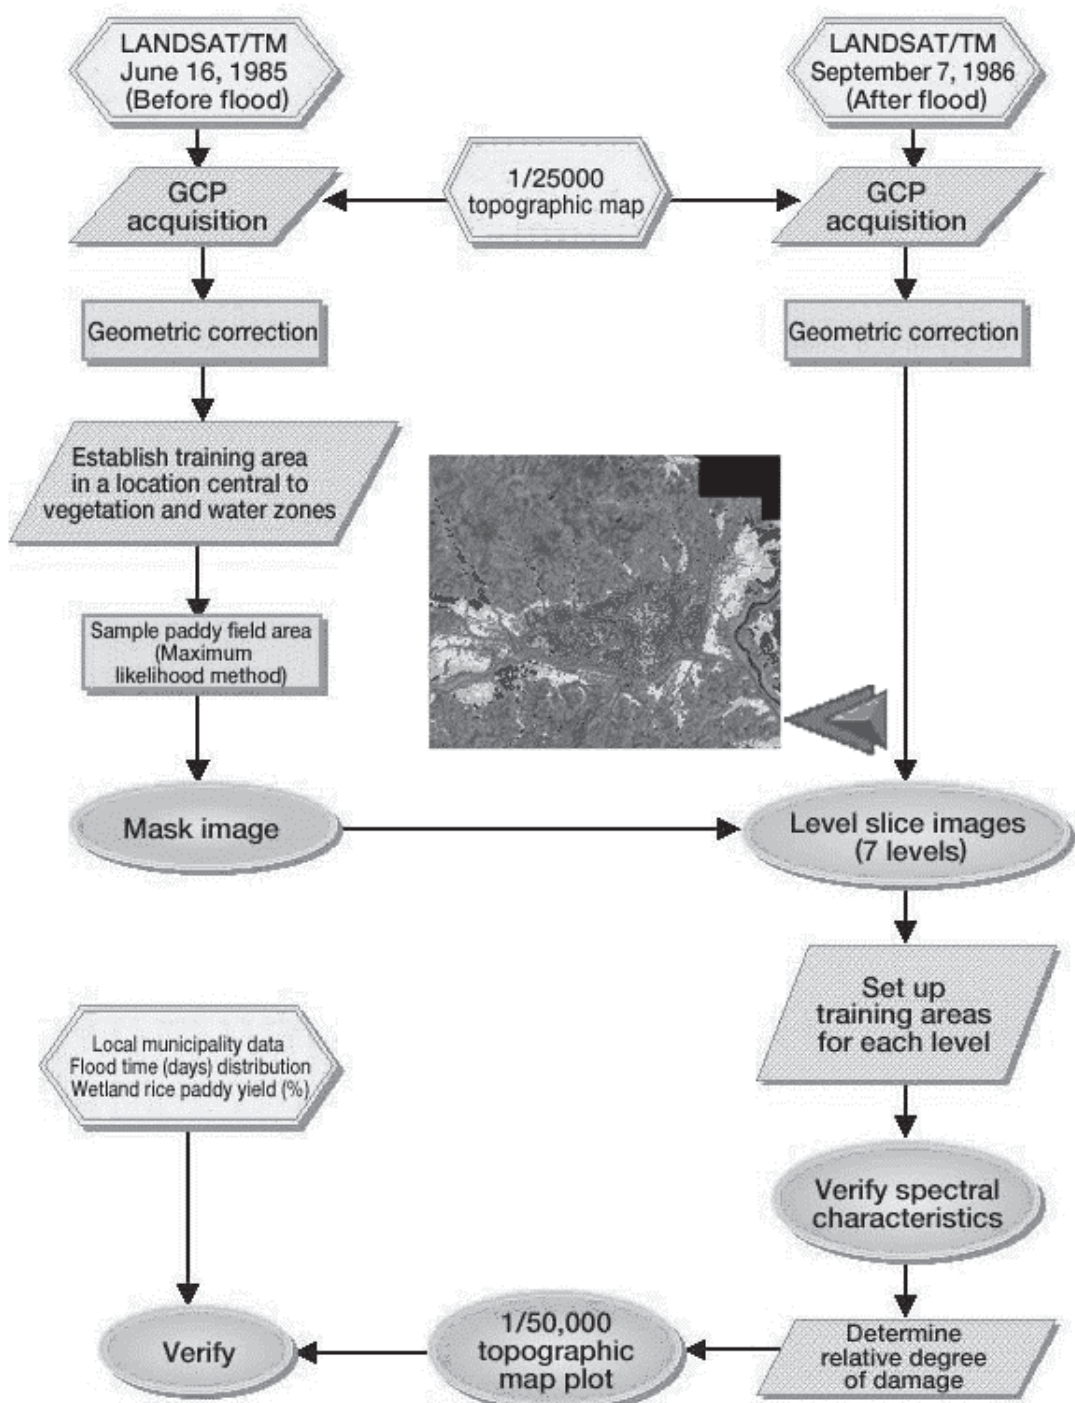 LANDSAT/TM
June 16, 1985
(Before flood)
LANDSAT/TM
September 7, 1986
(After flood)
1/25000
topographic map
GCP
acquisition
GCP
acquisition
Geometric correction
Geometric correction
Establish training area
in a location central to
vegetation and water zones
Sample paddy field area
(Maximum
likelihood method)
Mask image
Level slice images
(7 levels)
Set up
training areas
for each level
Local municipality data
Flood time (days) distribution
Wetland rice paddy yield (%)
Verify spectral
characteristics
Verify
1/50,000
topographic
map plot
Determine
relative degree
of damage